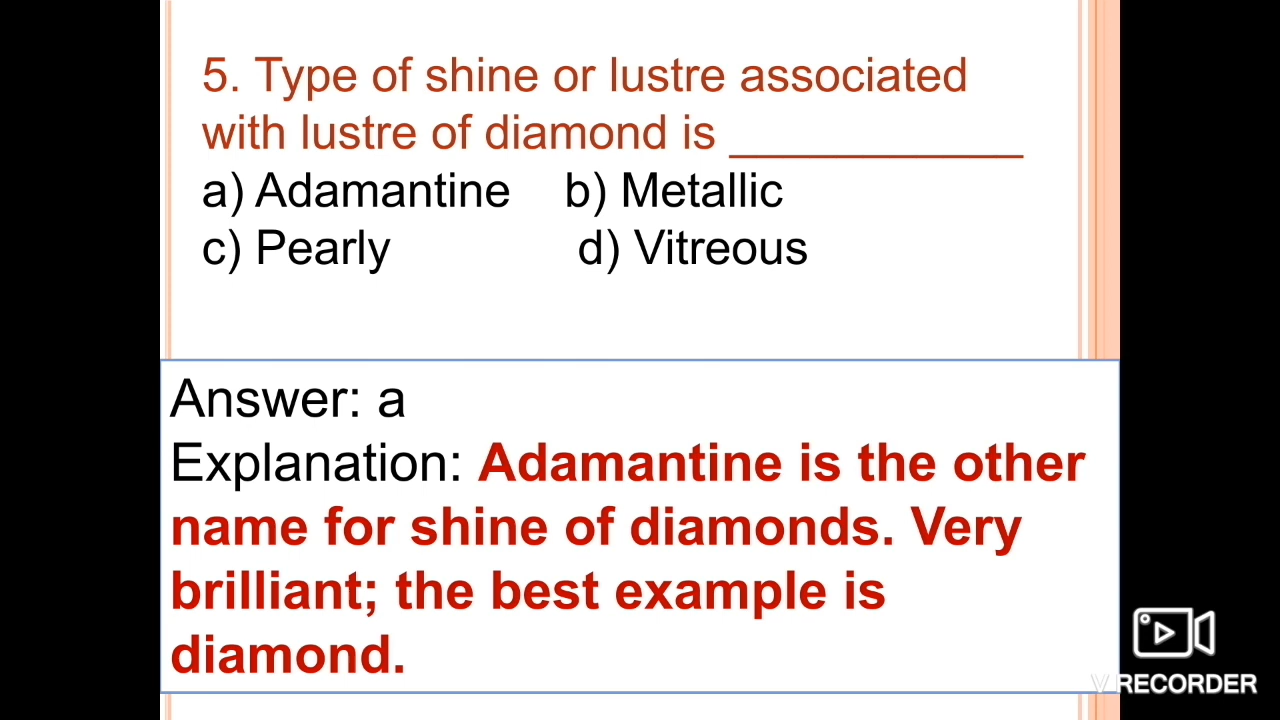 5. Type of shine or lustre associated
with lustre of diamond is ___________
a) Adamantine b) Metallic
c) Pearly d) Vitreous
Answer: a
Explanation: Adamantine is the other
name for shine of diamonds. Very
brilliant; the best example is
diamond.
V RECORDER